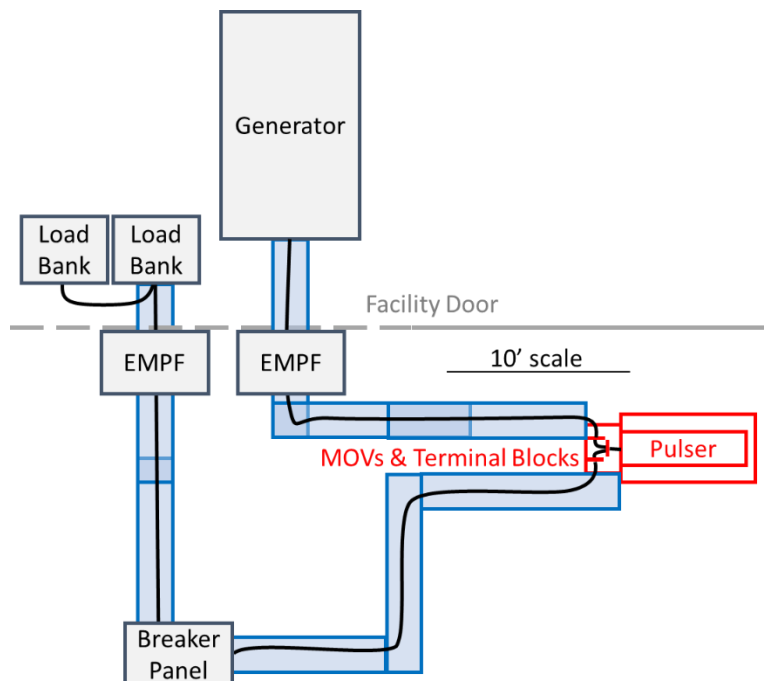 Generator
Load
Bank
Load
Bank
Facility Door
EMPF
EMPF
10' scale
MOVs & Terminal Blocks
Pulser
Breaker
Panel